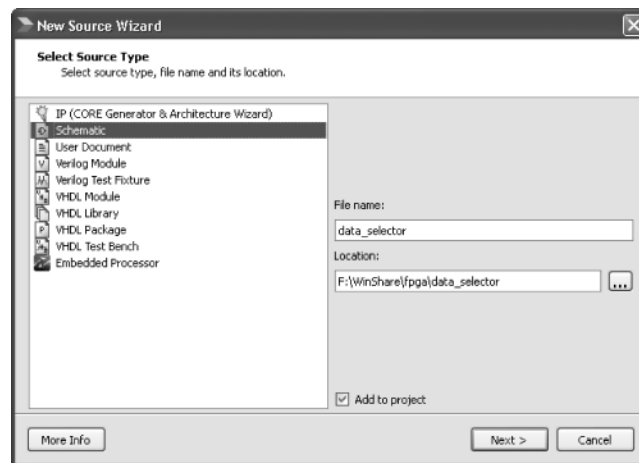 New Source Wizard
Select Source Type
Select source type, file name and its location.
IP (CORE Generator & Architecture Wizard)
Schematic
User Document
Verilog Module
Verilog Test Fixture
VHDL Module
VHDL Library
VHDL Package
VHDL Test Bench
Embedded Processor
File name:
data_selector
Location:
F:\WinShare\fpga\data_selector
...
Add to project
More Info
Next >
Cancel